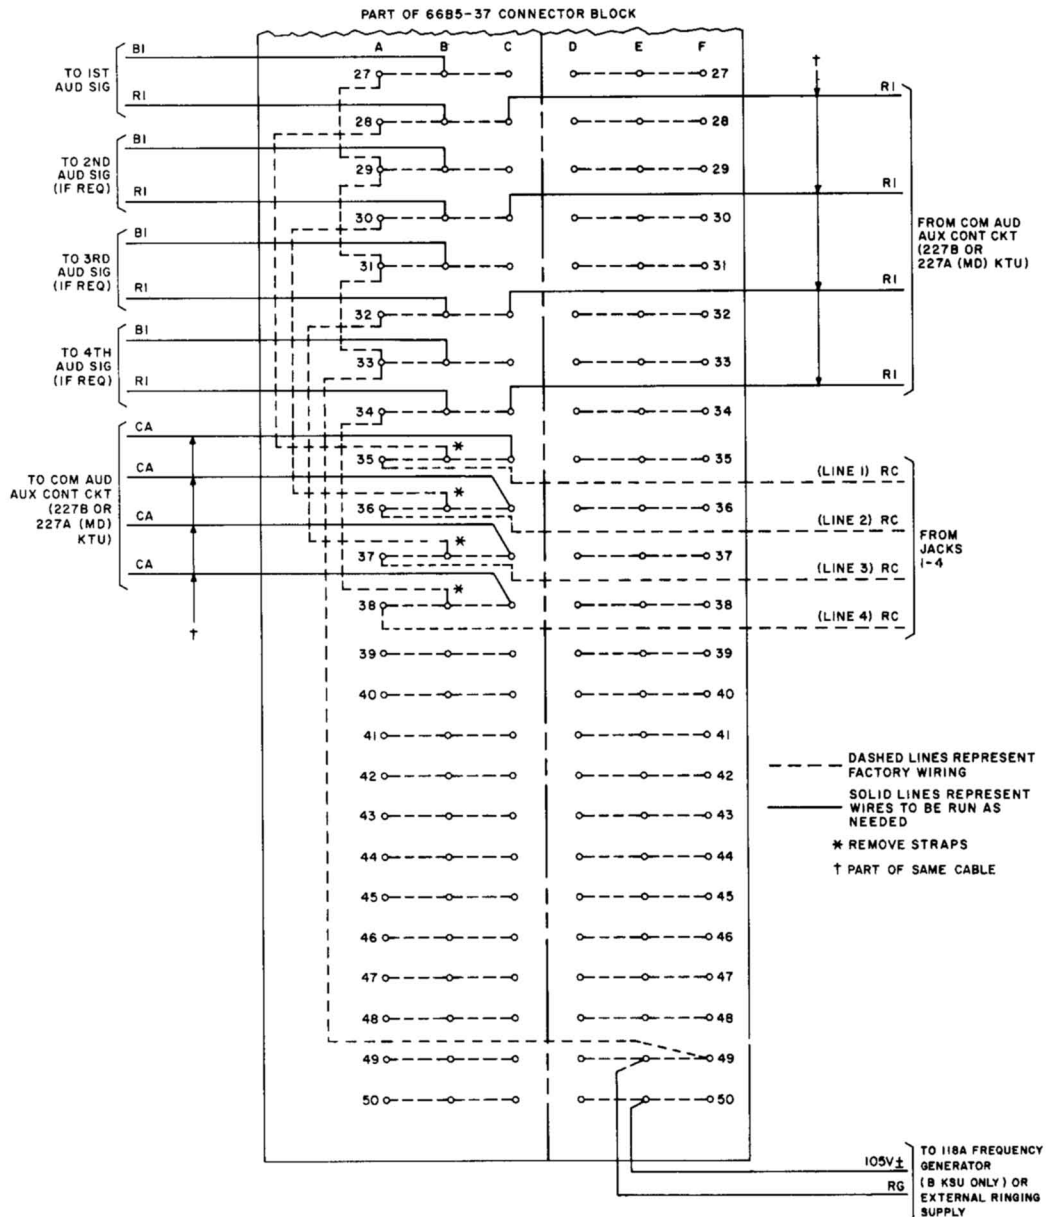 PART OF 66B5-37 CONNECTOR BLOCK
A B C D E F
BI
TO 1ST
AUD SIG
RI
BI
TO 2ND
AUD SIG
(IF REQ)
RI
BI
TO 3RD
AUD SIG
(IF REQ)
RI
BI
TO 4TH
AUD SIG
(IF REQ)
RI
CA
CA
TO COM AUD
AUX CONT CKT
(227B OR
227A (MD)
KTU)
CA
CA
†
27 27
28 28
29 29
30 30
31 31
32 32
33 33
34 34
* 35 35
* 36 36
* 37 37
* 38 38
39 39
40 40
41 41
42 42
43 43
44 44
45 45
46 46
47 47
48 48
49 49
50 50
†
RI
RI
FROM COM AUD
AUX CONT CKT
(227B OR
227A (MD) KTU)
RI
RI
(LINE 1) RC
(LINE 2) RC
FROM
JACKS
1-4
(LINE 3) RC
(LINE 4) RC
DASHED LINES REPRESENT
FACTORY WIRING
SOLID LINES REPRESENT
WIRES TO BE RUN AS
NEEDED
* REMOVE STRAPS
† PART OF SAME CABLE
105V±
RG
TO 118A FREQUENCY
GENERATOR
(B KSU ONLY) OR
EXTERNAL RINGING
SUPPLY